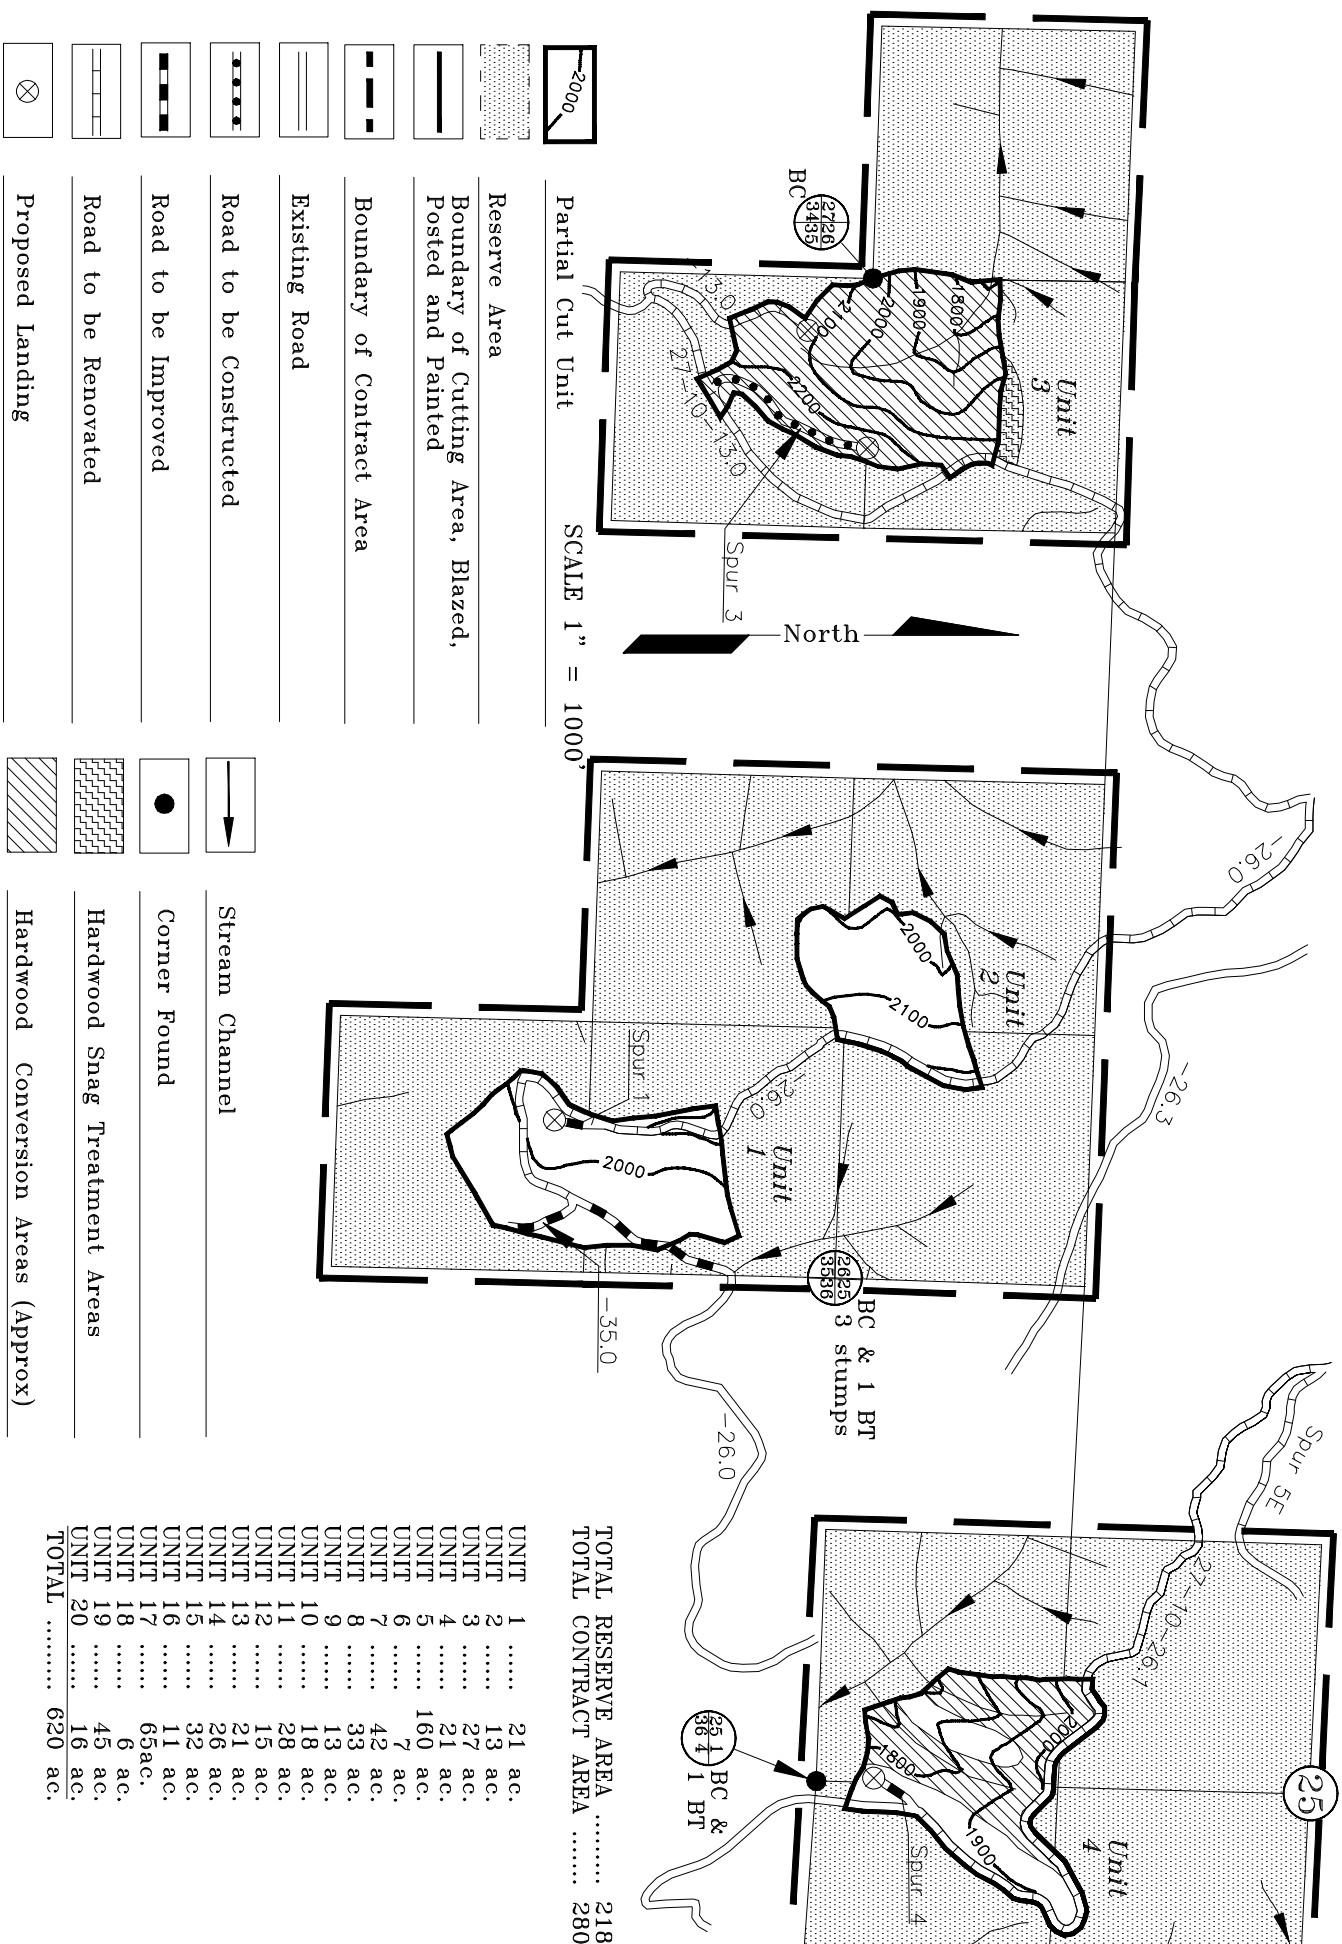 Unit
3
1800
1900
2000
2100
2200
2726
3435
BC
-13.0
27-10-13.0
Spur 3
North
SCALE 1" = 1000'
-26.0
-26.3
Unit
2
2000
2100
-26.0
Unit
1
2000
Spur 1
-35.0
2625
3536
BC & 1 BT
3 stumps
-26.0
Spur 5E
27-10-26.1
25
Unit
4
2000
1800
1900
Spur 4
25 1
36 4
BC &
1 BT
2000
Partial Cut Unit
Reserve Area
Boundary of Cutting Area, Blazed,
Posted and Painted
Boundary of Contract Area
Existing Road
Road to be Constructed
Road to be Improved
Road to be Renovated
Proposed Landing
Stream Channel
Corner Found
Hardwood Snag Treatment Areas
Hardwood Conversion Areas (Approx)
TOTAL RESERVE AREA ........ 218
TOTAL CONTRACT AREA ...... 280
UNIT 1 ...... 21 ac.
UNIT 2 ...... 13 ac.
UNIT 3 ...... 27 ac.
UNIT 4 ...... 21 ac.
UNIT 5 ...... 160 ac.
UNIT 6 ...... 7 ac.
UNIT 7 ...... 42 ac.
UNIT 8 ...... 33 ac.
UNIT 9 ...... 13 ac.
UNIT 10 ...... 18 ac.
UNIT 11 ...... 28 ac.
UNIT 12 ...... 15 ac.
UNIT 13 ...... 21 ac.
UNIT 14 ...... 26 ac.
UNIT 15 ...... 32 ac.
UNIT 16 ...... 11 ac.
UNIT 17 ...... 65ac.
UNIT 18 ...... 6 ac.
UNIT 19 ...... 45 ac.
UNIT 20 ...... 16 ac.
TOTAL ........ 620 ac.